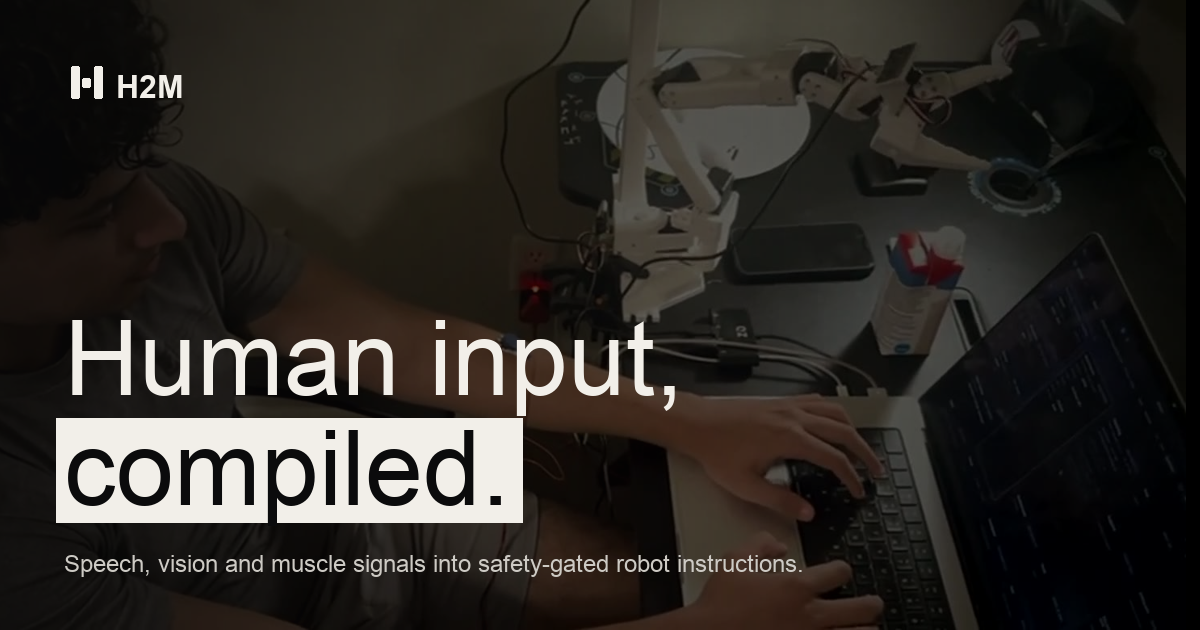 H2M
Human input,
compiled.
Speech, vision and muscle signals into safety-gated robot instructions.